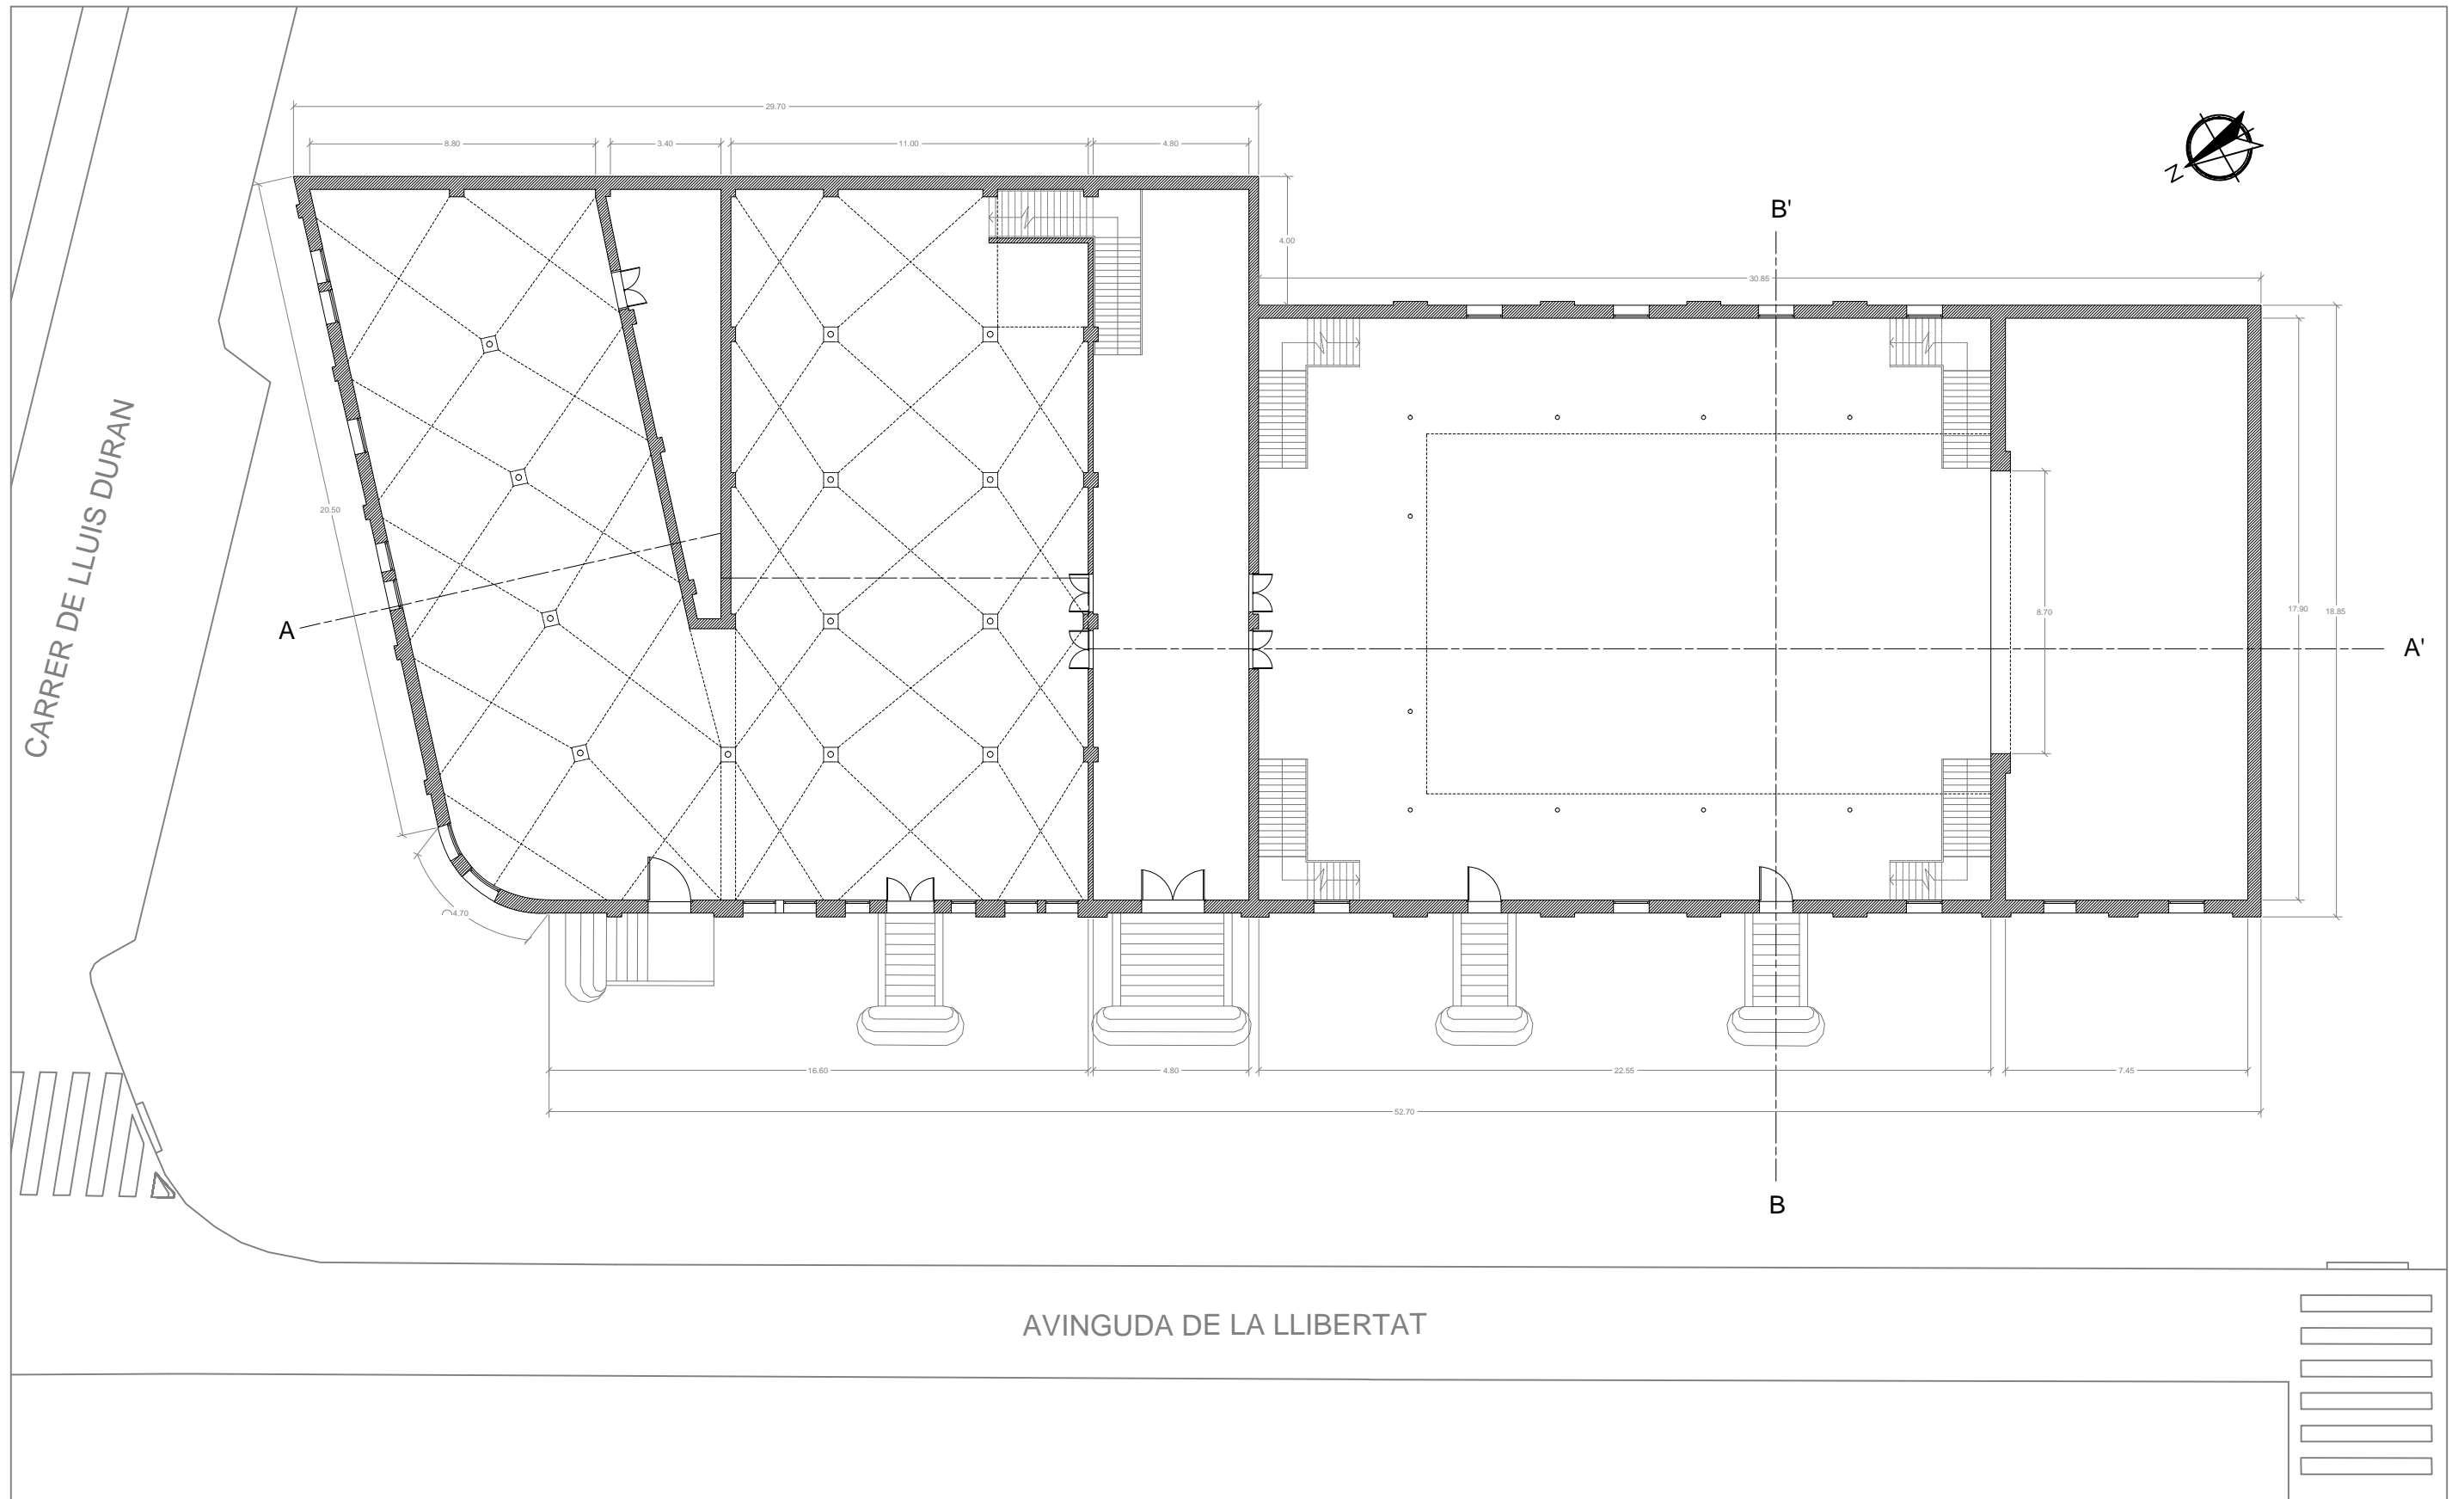 29.70
8.80
3.40
11.00
4.80
N
B'
4.00
30.85
CARRER DE LLUIS DURAN
20.50
A
17.90
18.85
8.70
A'
4.70
16.60
4.80
22.55
7.45
52.70
B
AVINGUDA DE LA LLIBERTAT